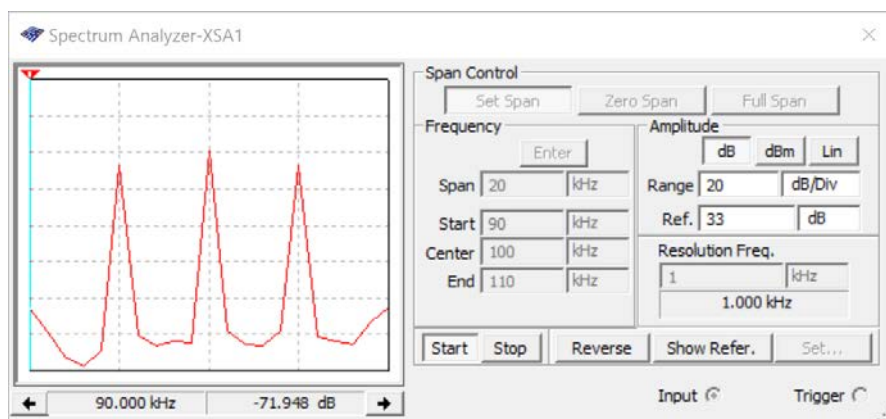 Spectrum Analyzer-XSA1
Span Control
Set Span Zero Span Full Span
Frequency
Enter
Span 20 kHz
Start 90 kHz
Center 100 kHz
End 110 kHz
Amplitude
dB dBm Lin
Range 20 dB/Div
Ref. 33 dB
Resolution Freq.
1 kHz
1.000 kHz
Start Stop Reverse Show Refer. Set...
90.000 kHz -71.948 dB
Input Trigger